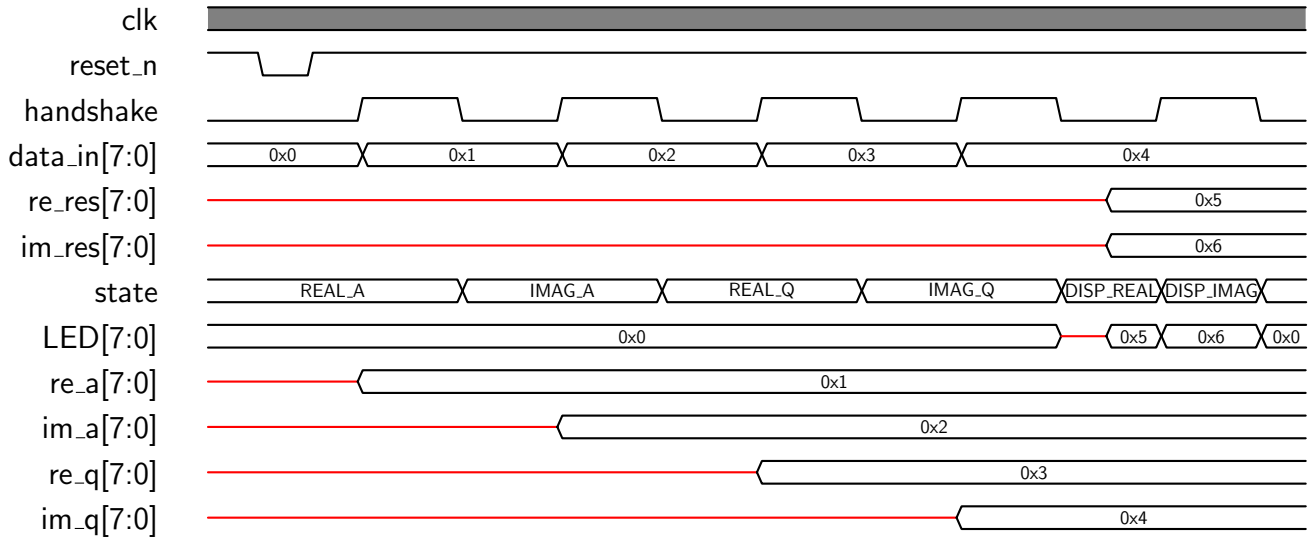 clk
reset_n
handshake
data_in[7:0] 0x0 0x1 0x2 0x3 0x4
re_res[7:0] 0x5
im_res[7:0] 0x6
state REAL_A IMAG_A REAL_Q IMAG_Q DISP_REAL DISP_IMAG
LED[7:0] 0x0 0x5 0x6 0x0
re_a[7:0] 0x1
im_a[7:0] 0x2
re_q[7:0] 0x3
im_q[7:0] 0x4